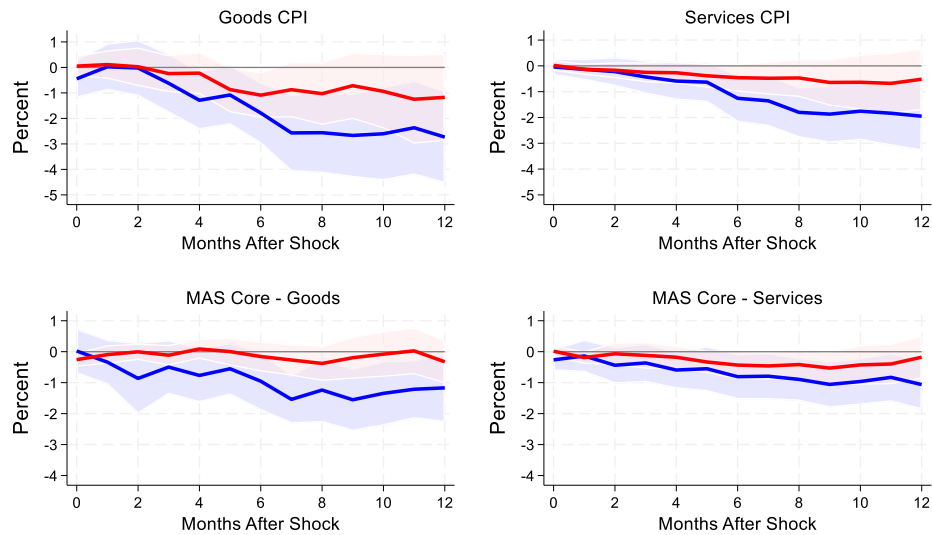 Goods CPI
Percent
1
0
-1
-2
-3
-4
-5
0 2 4 6 8 10 12
Months After Shock
Services CPI
Percent
1
0
-1
-2
-3
-4
-5
0 2 4 6 8 10 12
Months After Shock
MAS Core - Goods
Percent
1
0
-1
-2
-3
-4
0 2 4 6 8 10 12
Months After Shock
MAS Core - Services
Percent
1
0
-1
-2
-3
-4
0 2 4 6 8 10 12
Months After Shock